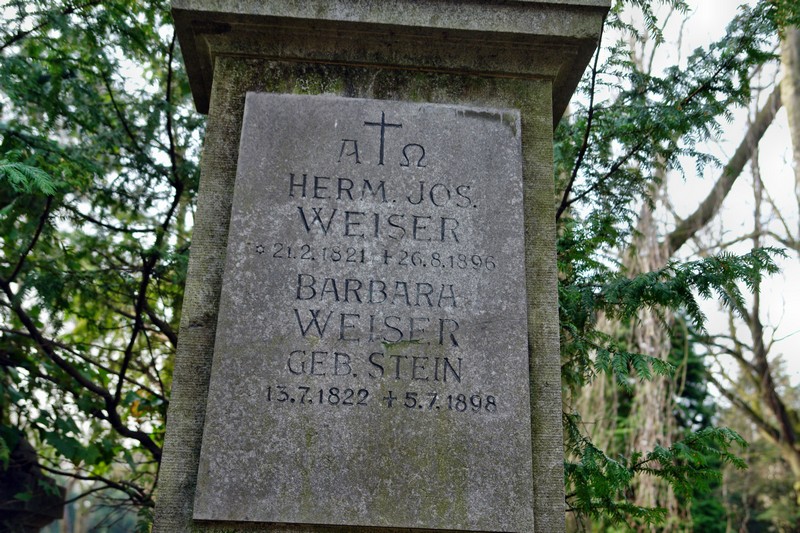 Α † Ω
HERM. JOS.
WEISER
* 21.2.1821 † 26.8.1896
BARBARA
WEISER
GEB. STEIN
13.7.1822 † 5.7.1898